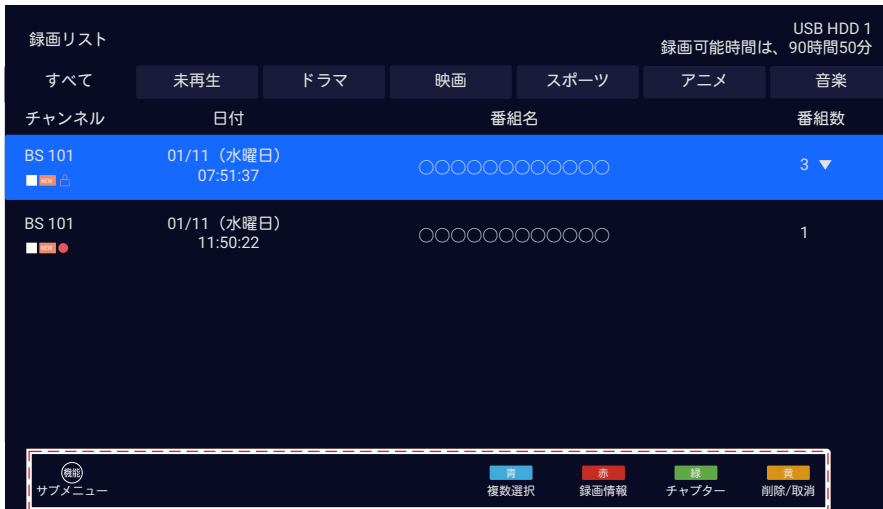 録画リスト
USB HDD 1
録画可能時間は、90時間50分
すべて 未再生 ドラマ 映画 スポーツ アニメ 音楽
チャンネル 日付 番組名 番組数
BS 101 01/11（水曜日） ○○○○○○○○○○○○ 3 ▼
NEW 07:51:37
BS 101 01/11（水曜日） ○○○○○○○○○○○○ 1
NEW 11:50:22
機能 青 赤 緑 黄
サブメニュー 複数選択 録画情報 チャプター 削除/取消